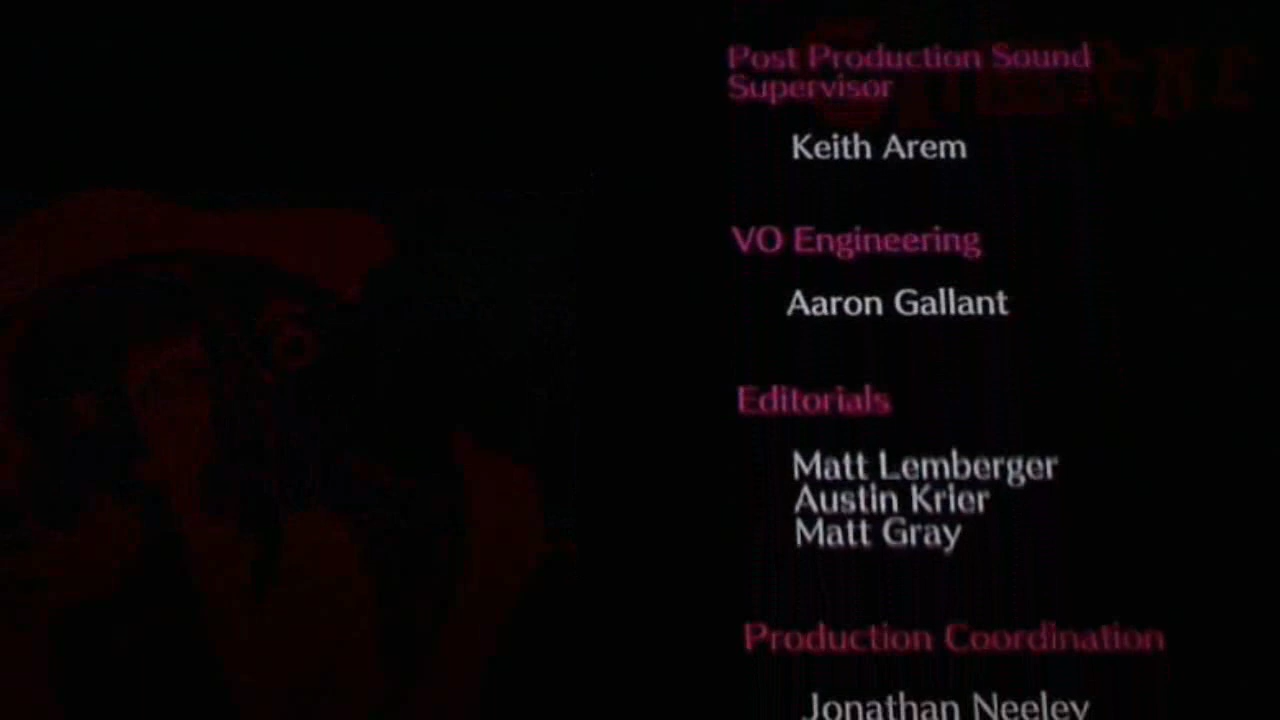 Post Production Sound
Supervisor
Keith Arem
VO Engineering
Aaron Gallant
Editorials
Matt Lemberger
Austin Krier
Matt Gray
Production Coordination
Jonathan Neeley